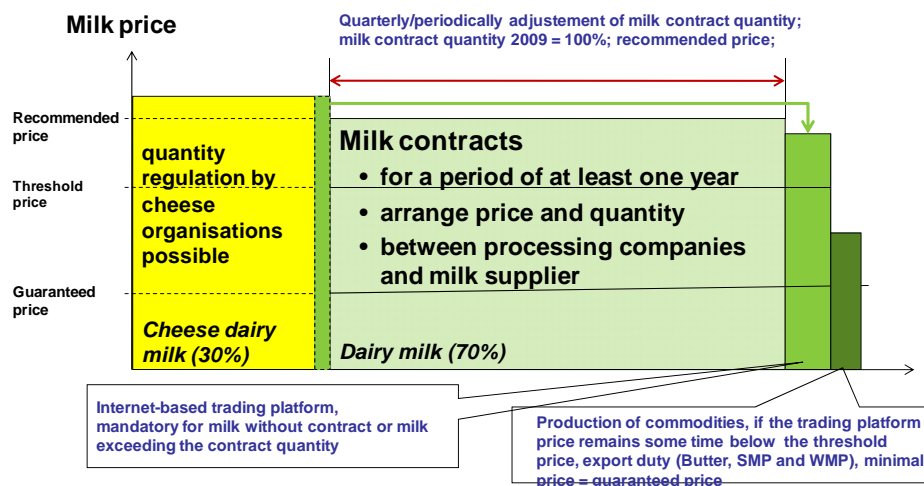 Milk price
Quarterly/periodically adjustement of milk contract quantity;
milk contract quantity 2009 = 100%; recommended price;
Recommended
price
Threshold
price
Guaranteed
price
quantity
regulation by
cheese
organisations
possible
Cheese dairy
milk (30%)
Milk contracts
• for a period of at least one year
• arrange price and quantity
• between processing companies
and milk supplier
Dairy milk (70%)
Internet-based trading platform,
mandatory for milk without contract or milk
exceeding the contract quantity
Production of commodities, if the trading platform
price remains some time below the threshold
price, export duty (Butter, SMP and WMP), minimal
price = guaranteed price